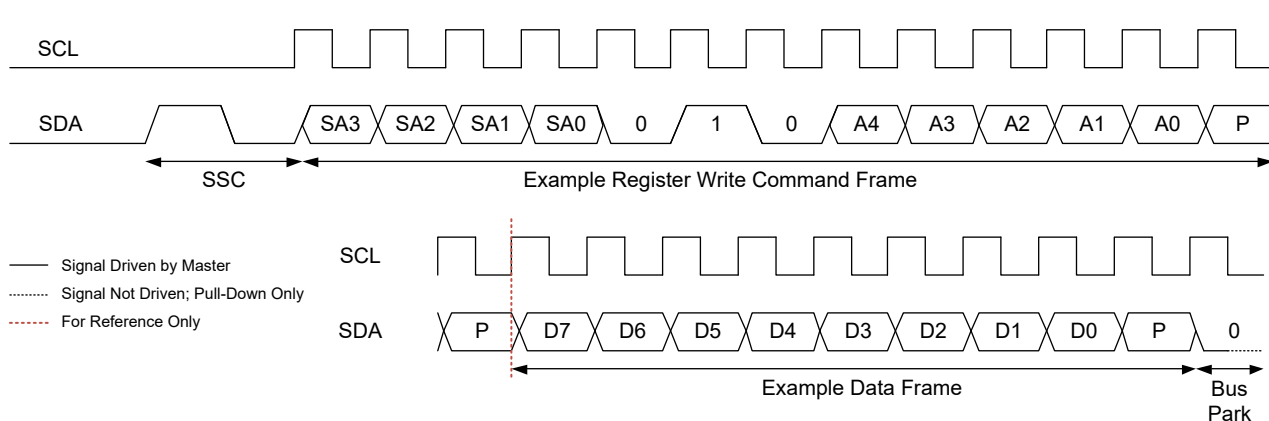 SCL
SDA SA3 SA2 SA1 SA0 0 1 0 A4 A3 A2 A1 A0 P
SSC Example Register Write Command Frame
SCL
Signal Driven by Master
Signal Not Driven; Pull-Down Only
For Reference Only
SDA P D7 D6 D5 D4 D3 D2 D1 D0 P 0
Example Data Frame
Bus
Park